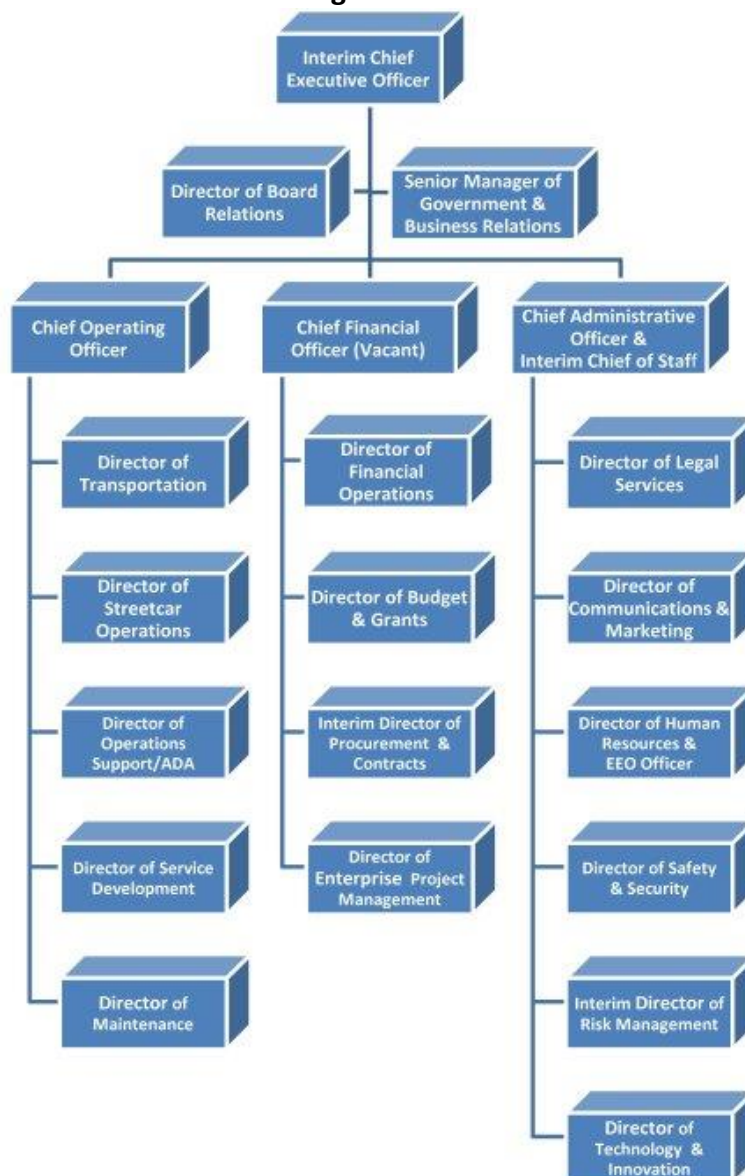 Interim Chief
Executive Officer
Director of Board
Relations
Senior Manager of
Government &
Business Relations
Chief Operating
Officer
Chief Financial
Officer (Vacant)
Chief Administrative
Officer &
Interim Chief of Staff
Director of
Transportation
Director of
Financial
Operations
Director of Legal
Services
Director of
Streetcar
Operations
Director of Budget
& Grants
Director of
Communications &
Marketing
Director of
Operations
Support/ADA
Interim Director of
Procurement &
Contracts
Director of Human
Resources &
EEO Officer
Director of Service
Development
Director of
Enterprise Project
Management
Director of Safety
& Security
Director of
Maintenance
Interim Director of
Risk Management
Director of
Technology &
Innovation